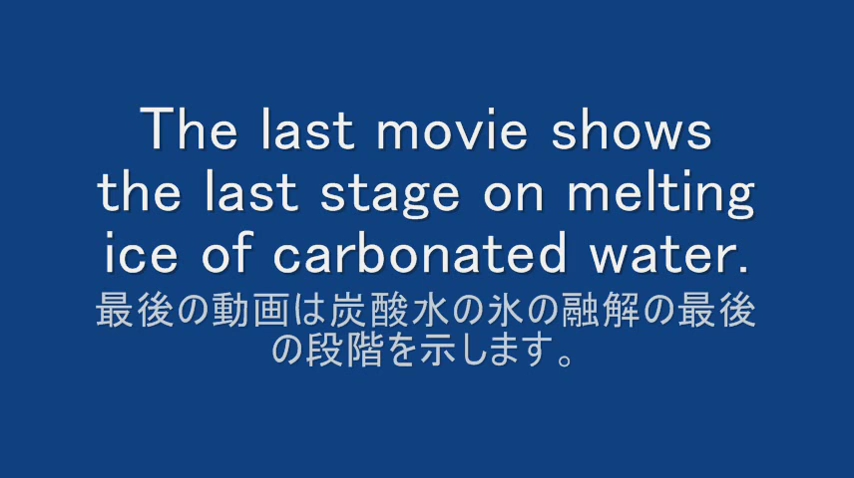 The last movie shows
the last stage on melting
ice of carbonated water.
最後の動画は炭酸水の氷の融解の最後
の段階を示します。